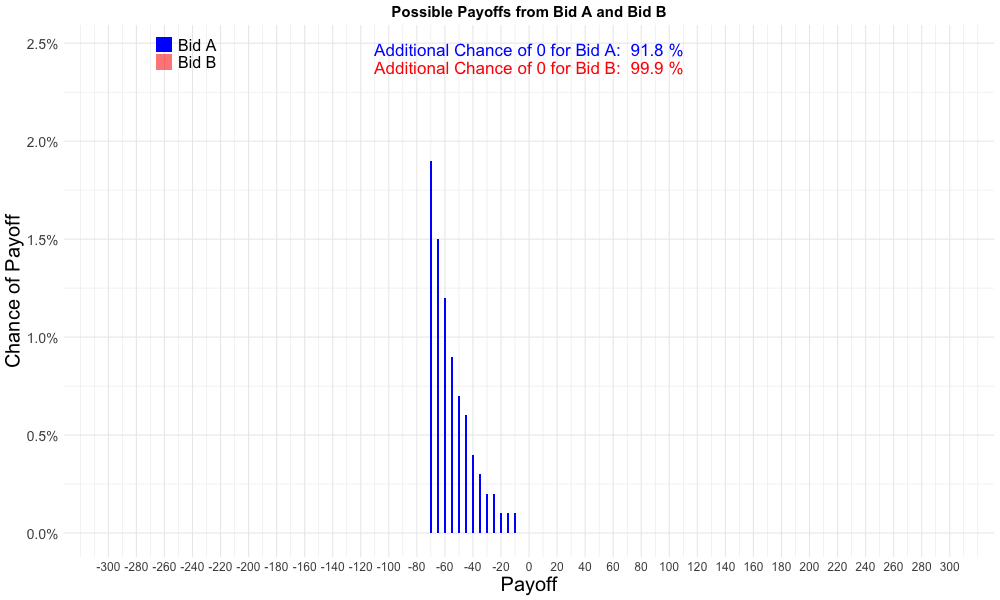 Possible Payoffs from Bid A and Bid B
Bid A
Bid B
Additional Chance of 0 for Bid A:  91.8 %
Additional Chance of 0 for Bid B:  99.9 %
Chance of Payoff
2.5%
2.0%
1.5%
1.0%
0.5%
0.0%
-300 -280 -260 -240 -220 -200 -180 -160 -140 -120 -100 -80 -60 -40 -20 0 20 40 60 80 100 120 140 160 180 200 220 240 260 280 300
Payoff